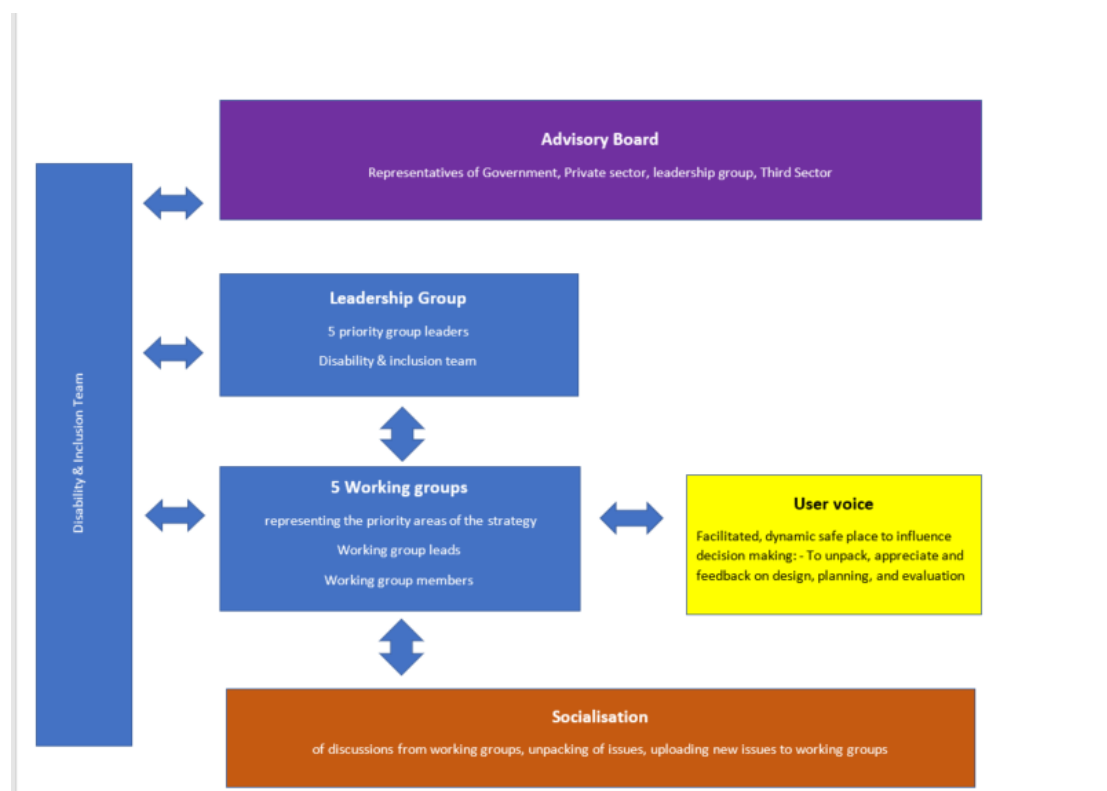 Advisory Board
Representatives of Government, Private sector, leadership group, Third Sector
Disability & Inclusion Team
Leadership Group
5 priority group leaders
Disability & inclusion team
5 Working groups
representing the priority areas of the strategy
Working group leads
Working group members
User voice
Facilitated, dynamic safe place to influence
decision making: - To unpack, appreciate and
feedback on design, planning, and evaluation
Socialisation
of discussions from working groups, unpacking of issues, uploading new issues to working groups